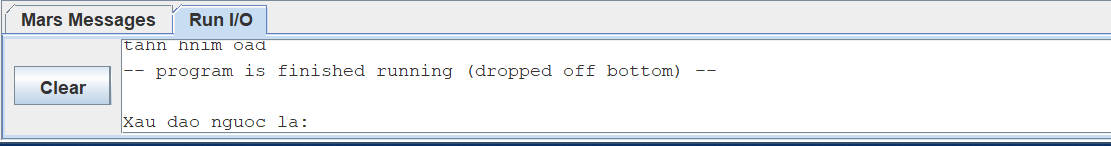 Mars Messages Run I/O
tahn hnim oad
-- program is finished running (dropped off bottom) --
Clear
Xau dao nguoc la: